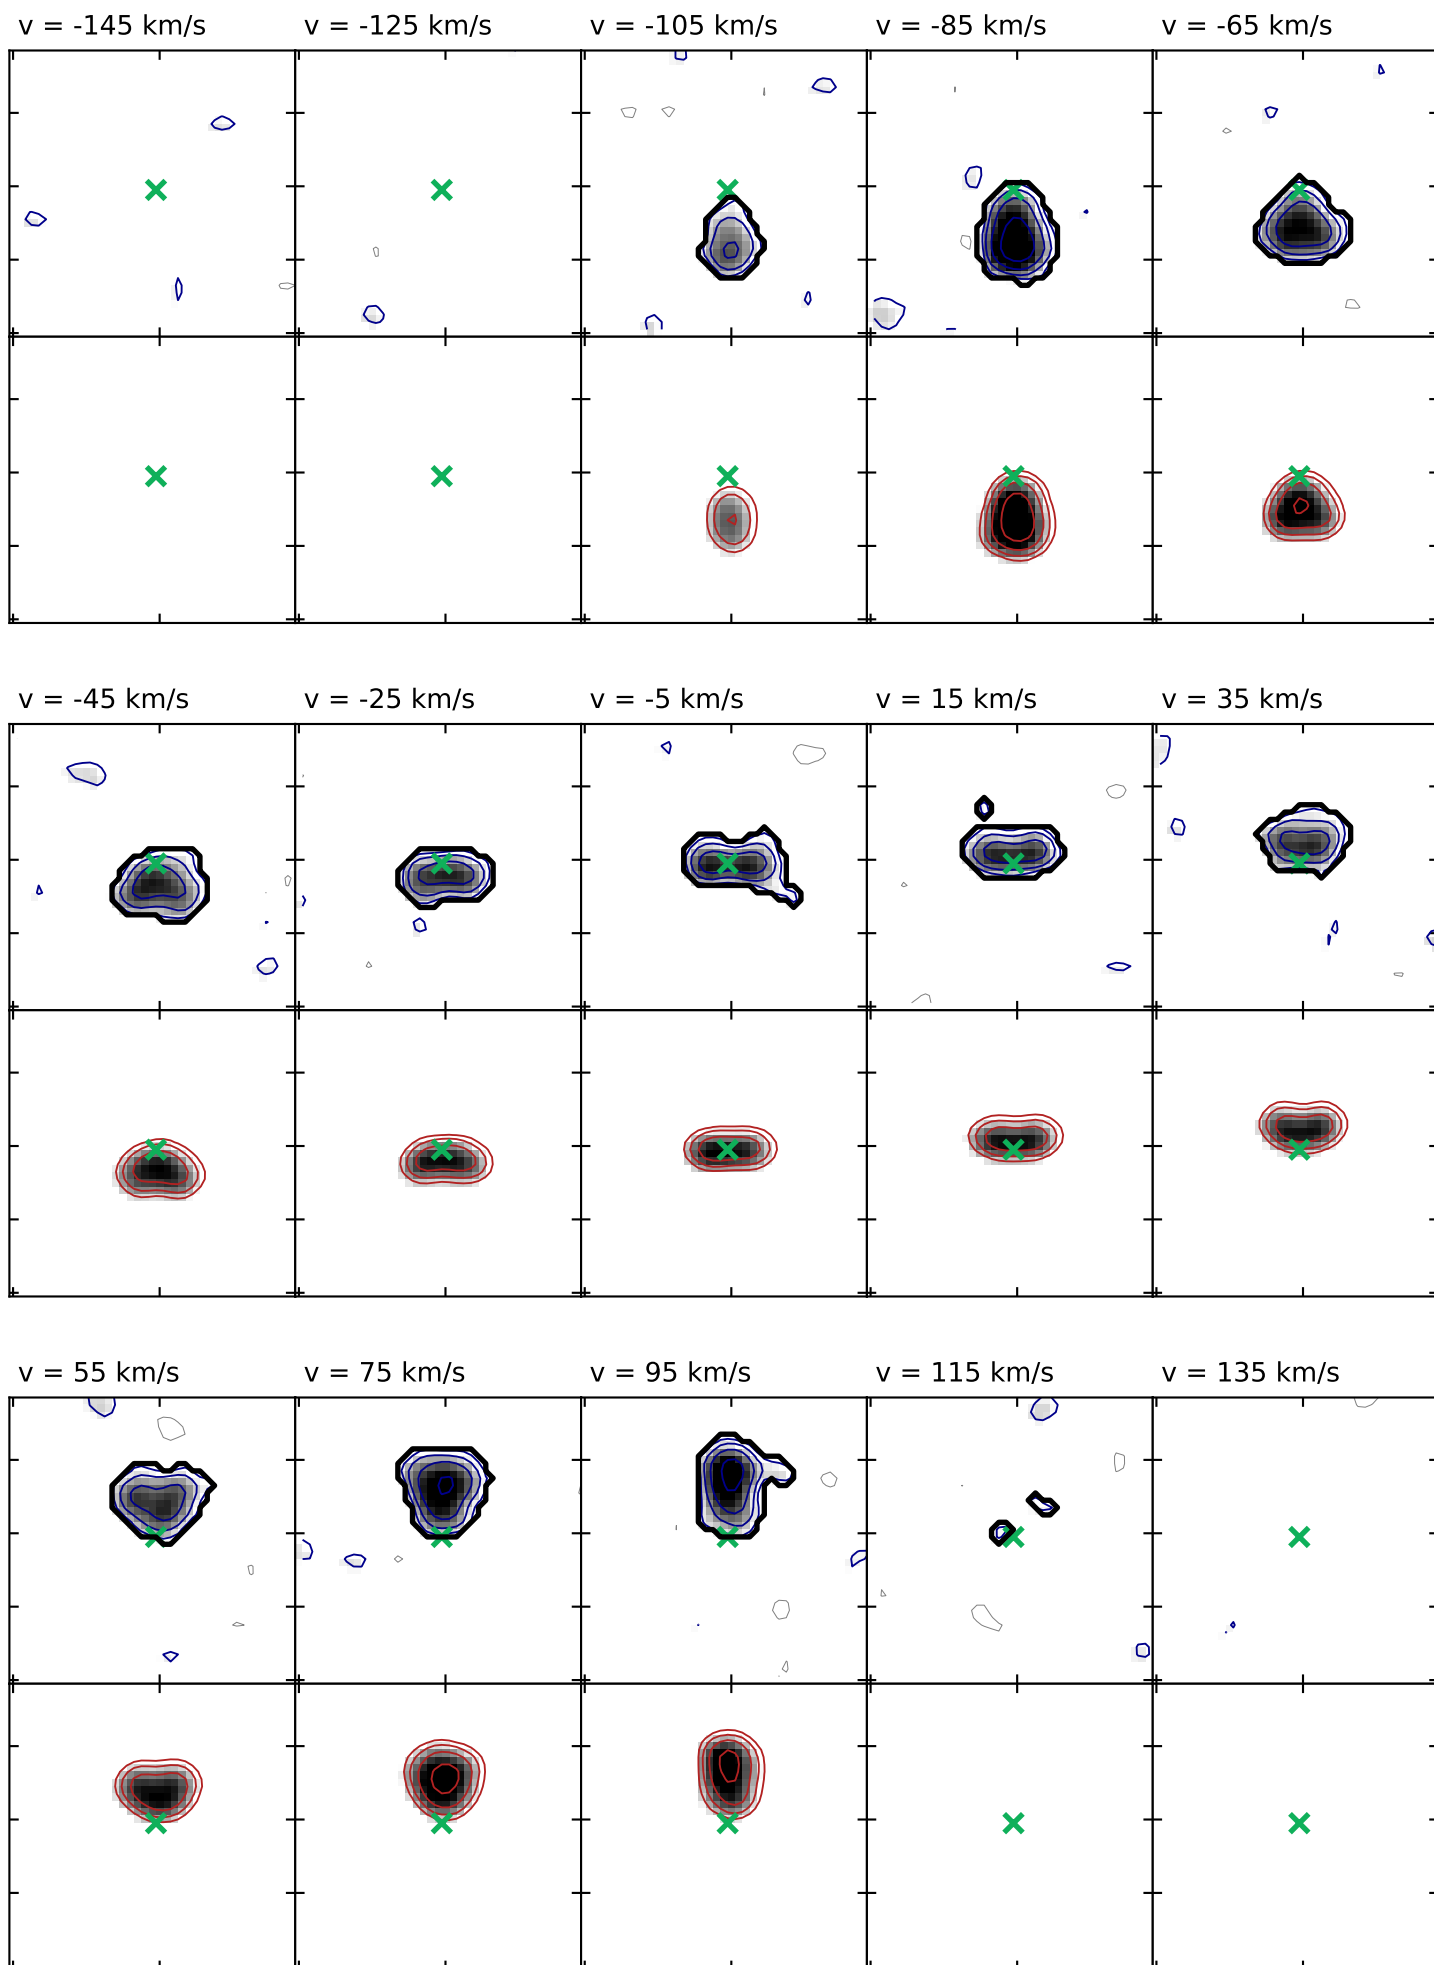 v = -145 km/s
v = -125 km/s
v = -105 km/s
v = -85 km/s
v = -65 km/s
v = -45 km/s
v = -25 km/s
v = -5 km/s
v = 15 km/s
v = 35 km/s
v = 55 km/s
v = 75 km/s
v = 95 km/s
v = 115 km/s
v = 135 km/s